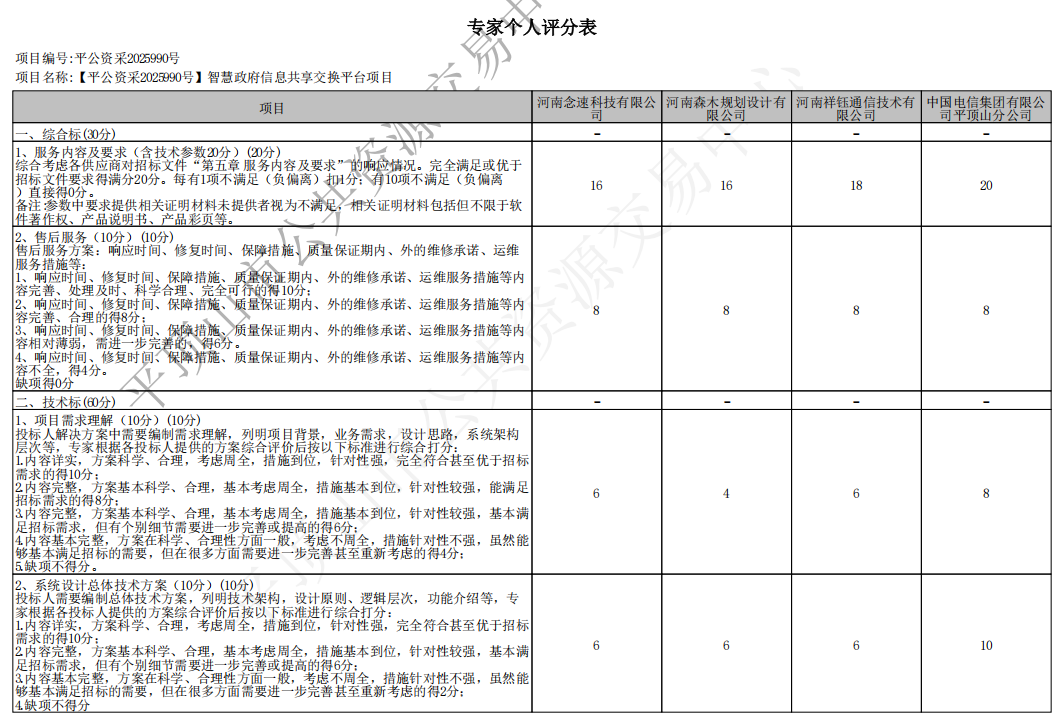 专家个人评分表
项目编号:平公资采2025990号
项目名称:【平公资采2025990号】智慧政府信息共享交换平台项目
项目
河南念速科技有限公
司
河南森木规划设计有
限公司
河南祥钰通信技术有
限公司
中国电信集团有限公
司平顶山分公司
一、综合标(30分)
-
-
-
-
1、服务内容及要求（含技术参数20分）(20分)
综合考虑各供应商对招标文件“第五章 服务内容及要求”的响应情况。完全满足或优于
招标文件要求得满分20分。每有1项不满足（负偏离）扣1分；有10项不满足（负偏离
）直接得0分。
备注:参数中要求提供相关证明材料未提供者视为不满足，相关证明材料包括但不限于软
件著作权、产品说明书、产品彩页等。
16
16
18
20
2、售后服务（10分）(10分)
售后服务方案：响应时间、修复时间、保障措施、质量保证期内、外的维修承诺、运维
服务措施等：
1、响应时间、修复时间、保障措施、质量保证期内、外的维修承诺、运维服务措施等内
容完善、处理及时、科学合理、完全可行的得10分；
2、响应时间、修复时间、保障措施、质量保证期内、外的维修承诺、运维服务措施等内
容完善、合理的得8分；
3、响应时间、修复时间、保障措施、质量保证期内、外的维修承诺、运维服务措施等内
容相对薄弱，需进一步完善的，得6分。
4、响应时间、修复时间、保障措施、质量保证期内、外的维修承诺、运维服务措施等内
容不全，得4分。
缺项得0分
8
8
8
8
二、技术标(60分)
-
-
-
-
1、项目需求理解（10分）(10分)
投标人解决方案中需要编制需求理解，列明项目背景，业务需求，设计思路，系统架构
层次等，专家根据各投标人提供的方案综合评价后按以下标准进行综合打分：
1.内容详实，方案科学、合理，考虑周全，措施到位，针对性强，完全符合甚至优于招标
需求的得10分；
2.内容完整，方案基本科学、合理，基本考虑周全，措施基本到位，针对性较强，能满足
招标需求的得8分；
3.内容完整，方案基本科学、合理，基本考虑周全，措施基本到位，针对性较强，基本满
足招标需求，但有个别细节需要进一步完善或提高的得6分；
4.内容基本完整，方案在科学、合理性方面一般，考虑不周全，措施针对性不强，虽然能
够基本满足招标的需要，但在很多方面需要进一步完善甚至重新考虑的得4分；
5.缺项不得分。
6
4
6
8
2、系统设计总体技术方案（10分）(10分)
投标人需要编制总体技术方案，列明技术架构，设计原则、逻辑层次，功能介绍等，专
家根据各投标人提供的方案综合评价后按以下标准进行综合打分：
1.内容详实，方案科学、合理，考虑周全，措施到位，针对性强，完全符合甚至优于招标
需求的得10分；
2.内容完整，方案基本科学、合理，基本考虑周全，措施基本到位，针对性较强，基本满
足招标需求，但有个别细节需要进一步完善或提高的得6分；
3.内容基本完整，方案在科学、合理性方面一般，考虑不周全，措施针对性不强，虽然能
够基本满足招标的需要，但在很多方面需要进一步完善甚至重新考虑的得2分；
4.缺项不得分
6
6
6
10
平顶山市公共资源交易中
平顶山市公共资源交易中心